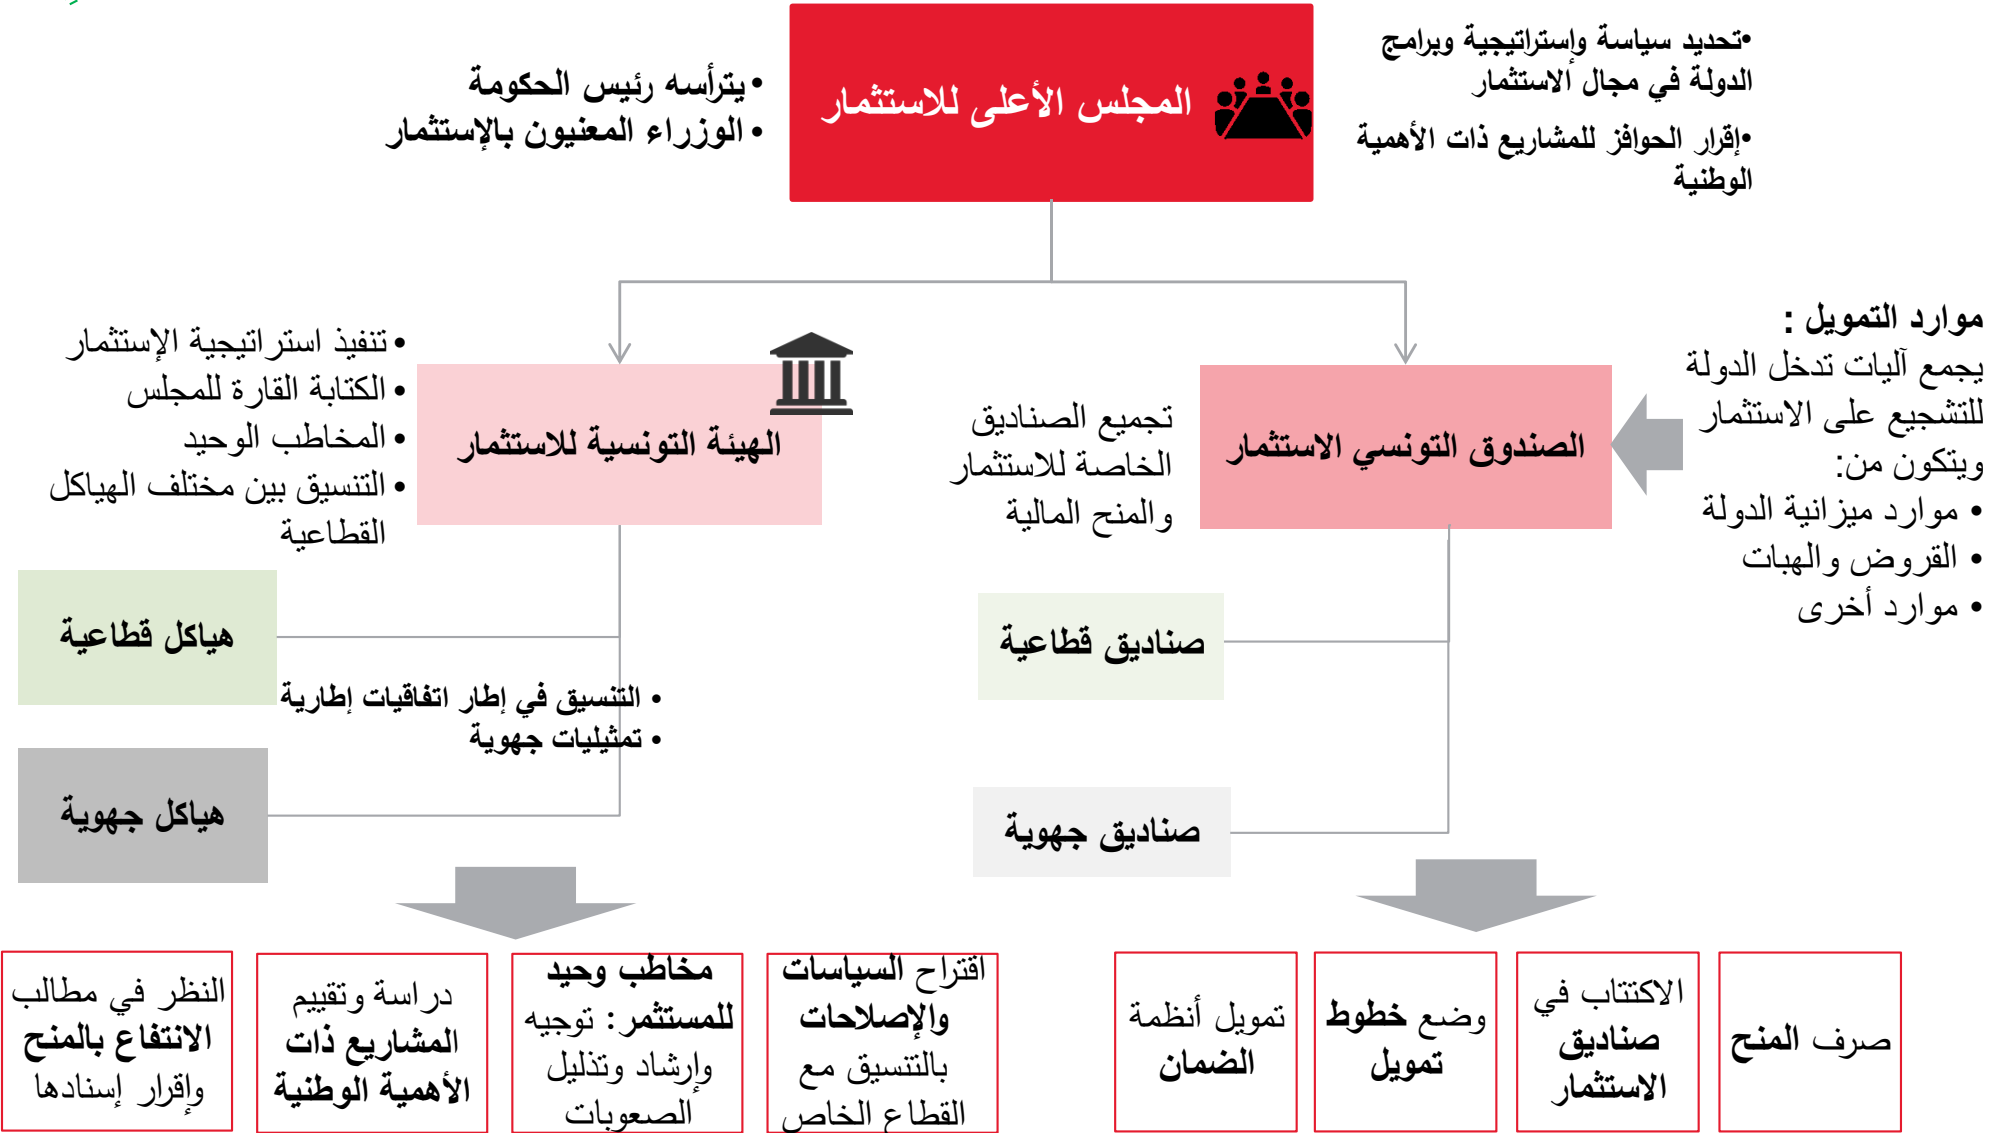 •تحديد سياسة وإستراتيجية وبرامج
الدولة في مجال الاستثمار
•إقرار الحوافز للمشاريع ذات الأهمية
الوطنية
المجلس الأعلى للاستثمار
• يترأسه رئيس الحكومة
• الوزراء المعنيون بالإستثمار
موارد التمويل :
يجمع آليات تدخل الدولة
للتشجيع على الاستثمار
ويتكون من:
• موارد ميزانية الدولة
• القروض والهبات
• موارد أخرى
الصندوق التونسي الاستثمار
تجميع الصناديق
الخاصة للاستثمار
والمنح المالية
الهيئة التونسية للاستثمار
• تنفيذ استراتيجية الإستثمار
• الكتابة القارة للمجلس
• المخاطب الوحيد
• التنسيق بين مختلف الهياكل
القطاعية
صناديق قطاعية
صناديق جهوية
هياكل قطاعية
• التنسيق في إطار اتفاقيات إطارية
• تمثيليات جهوية
هياكل جهوية
صرف المنح
الاكتتاب في
صناديق
الاستثمار
وضع خطوط
تمويل
تمويل أنظمة
الضمان
اقتراح السياسات
والإصلاحات
بالتنسيق مع
القطاع الخاص
مخاطب وحيد
للمستثمر: توجيه
وإرشاد وتذليل
الصعوبات
دراسة وتقييم
المشاريع ذات
الأهمية الوطنية
النظر في مطالب
الانتفاع بالمنح
وإقرار إسنادها